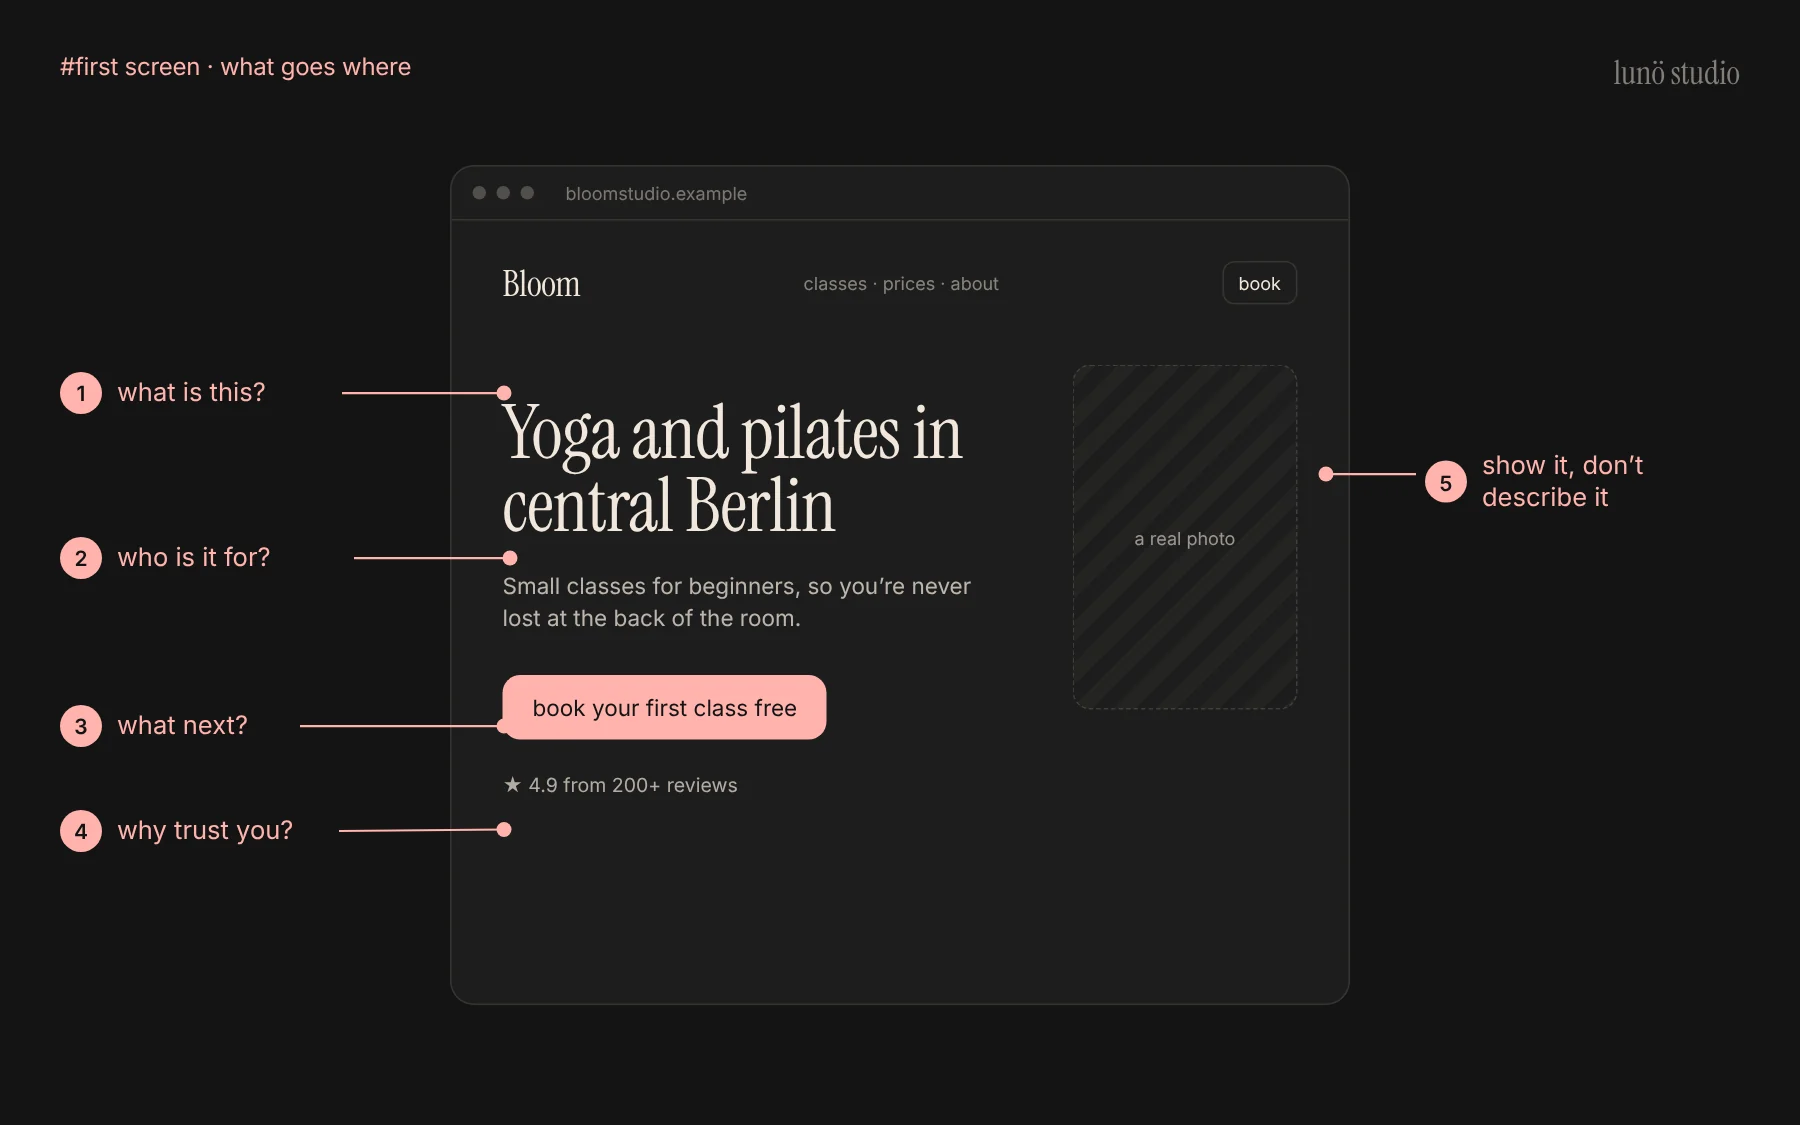 #first screen · what goes where
lunö studio
bloomstudio.example
Bloom
classes · prices · about
book
1 what is this?
Yoga and pilates in
central Berlin
2 who is it for?
Small classes for beginners, so you’re never
lost at the back of the room.
3 what next?
book your first class free
★ 4.9 from 200+ reviews
4 why trust you?
a real photo
5 show it, don’t
describe it